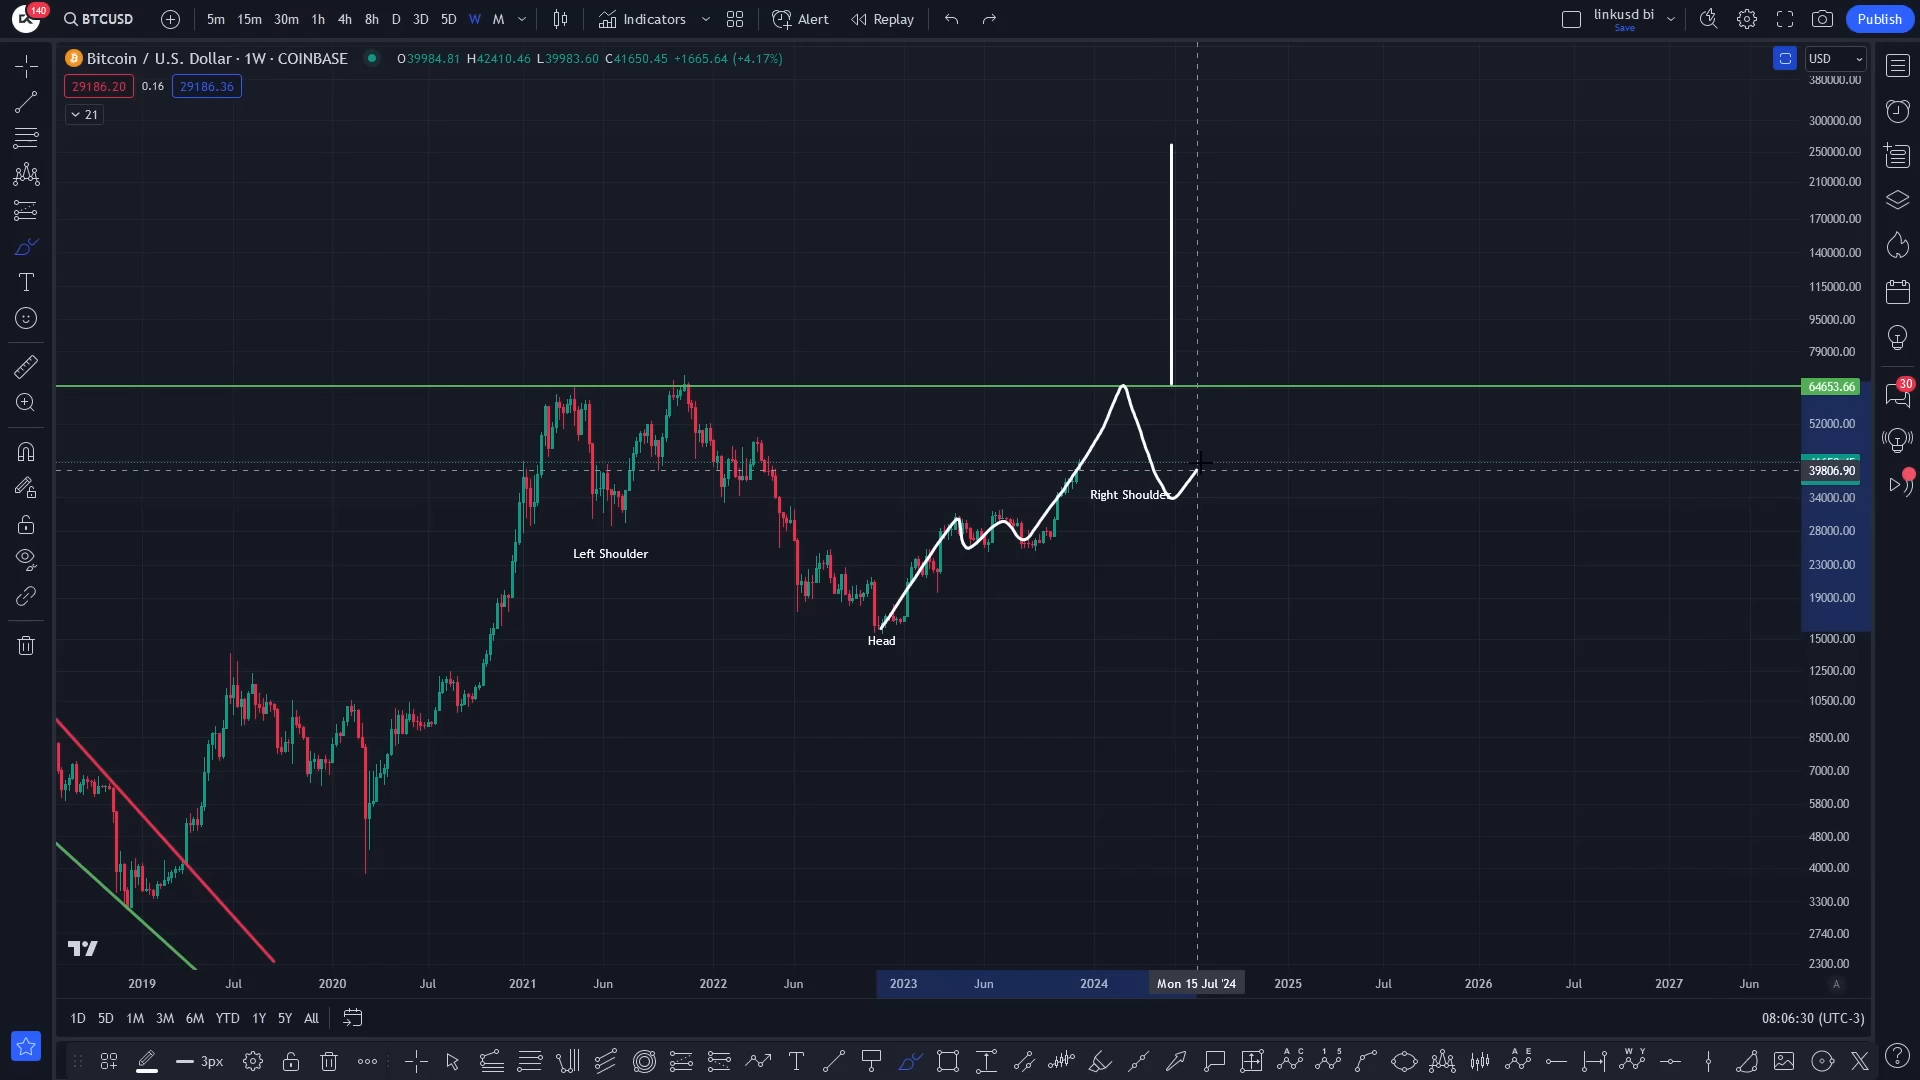 140
BTCUSD
5m 15m 30m 1h 4h 8h D 3D 5D W M
Indicators
Alert
Replay
linkusd bi
Save
Publish
Bitcoin / U.S. Dollar · 1W · COINBASE
O39984.81 H42410.46 L39983.60 C41650.45 +1665.64 (+4.17%)
29186.20 0.16 29186.36
21
USD
380000.00
300000.00
250000.00
210000.00
170000.00
140000.00
115000.00
95000.00
79000.00
64653.66
30
52000.00
39806.90
34000.00
28000.00
23000.00
19000.00
15000.00
12500.00
10500.00
8500.00
7000.00
5800.00
4800.00
4000.00
3300.00
2740.00
2300.00
Right Shoulder
Left Shoulder
Head
2019 Jul 2020 Jul 2021 Jun 2022 Jun 2023 Jun 2024 Mon 15 Jul '24 2025 Jul 2026 Jul 2027 Jun A
1D 5D 1M 3M 6M YTD 1Y 5Y All
08:06:30 (UTC-3)
3px